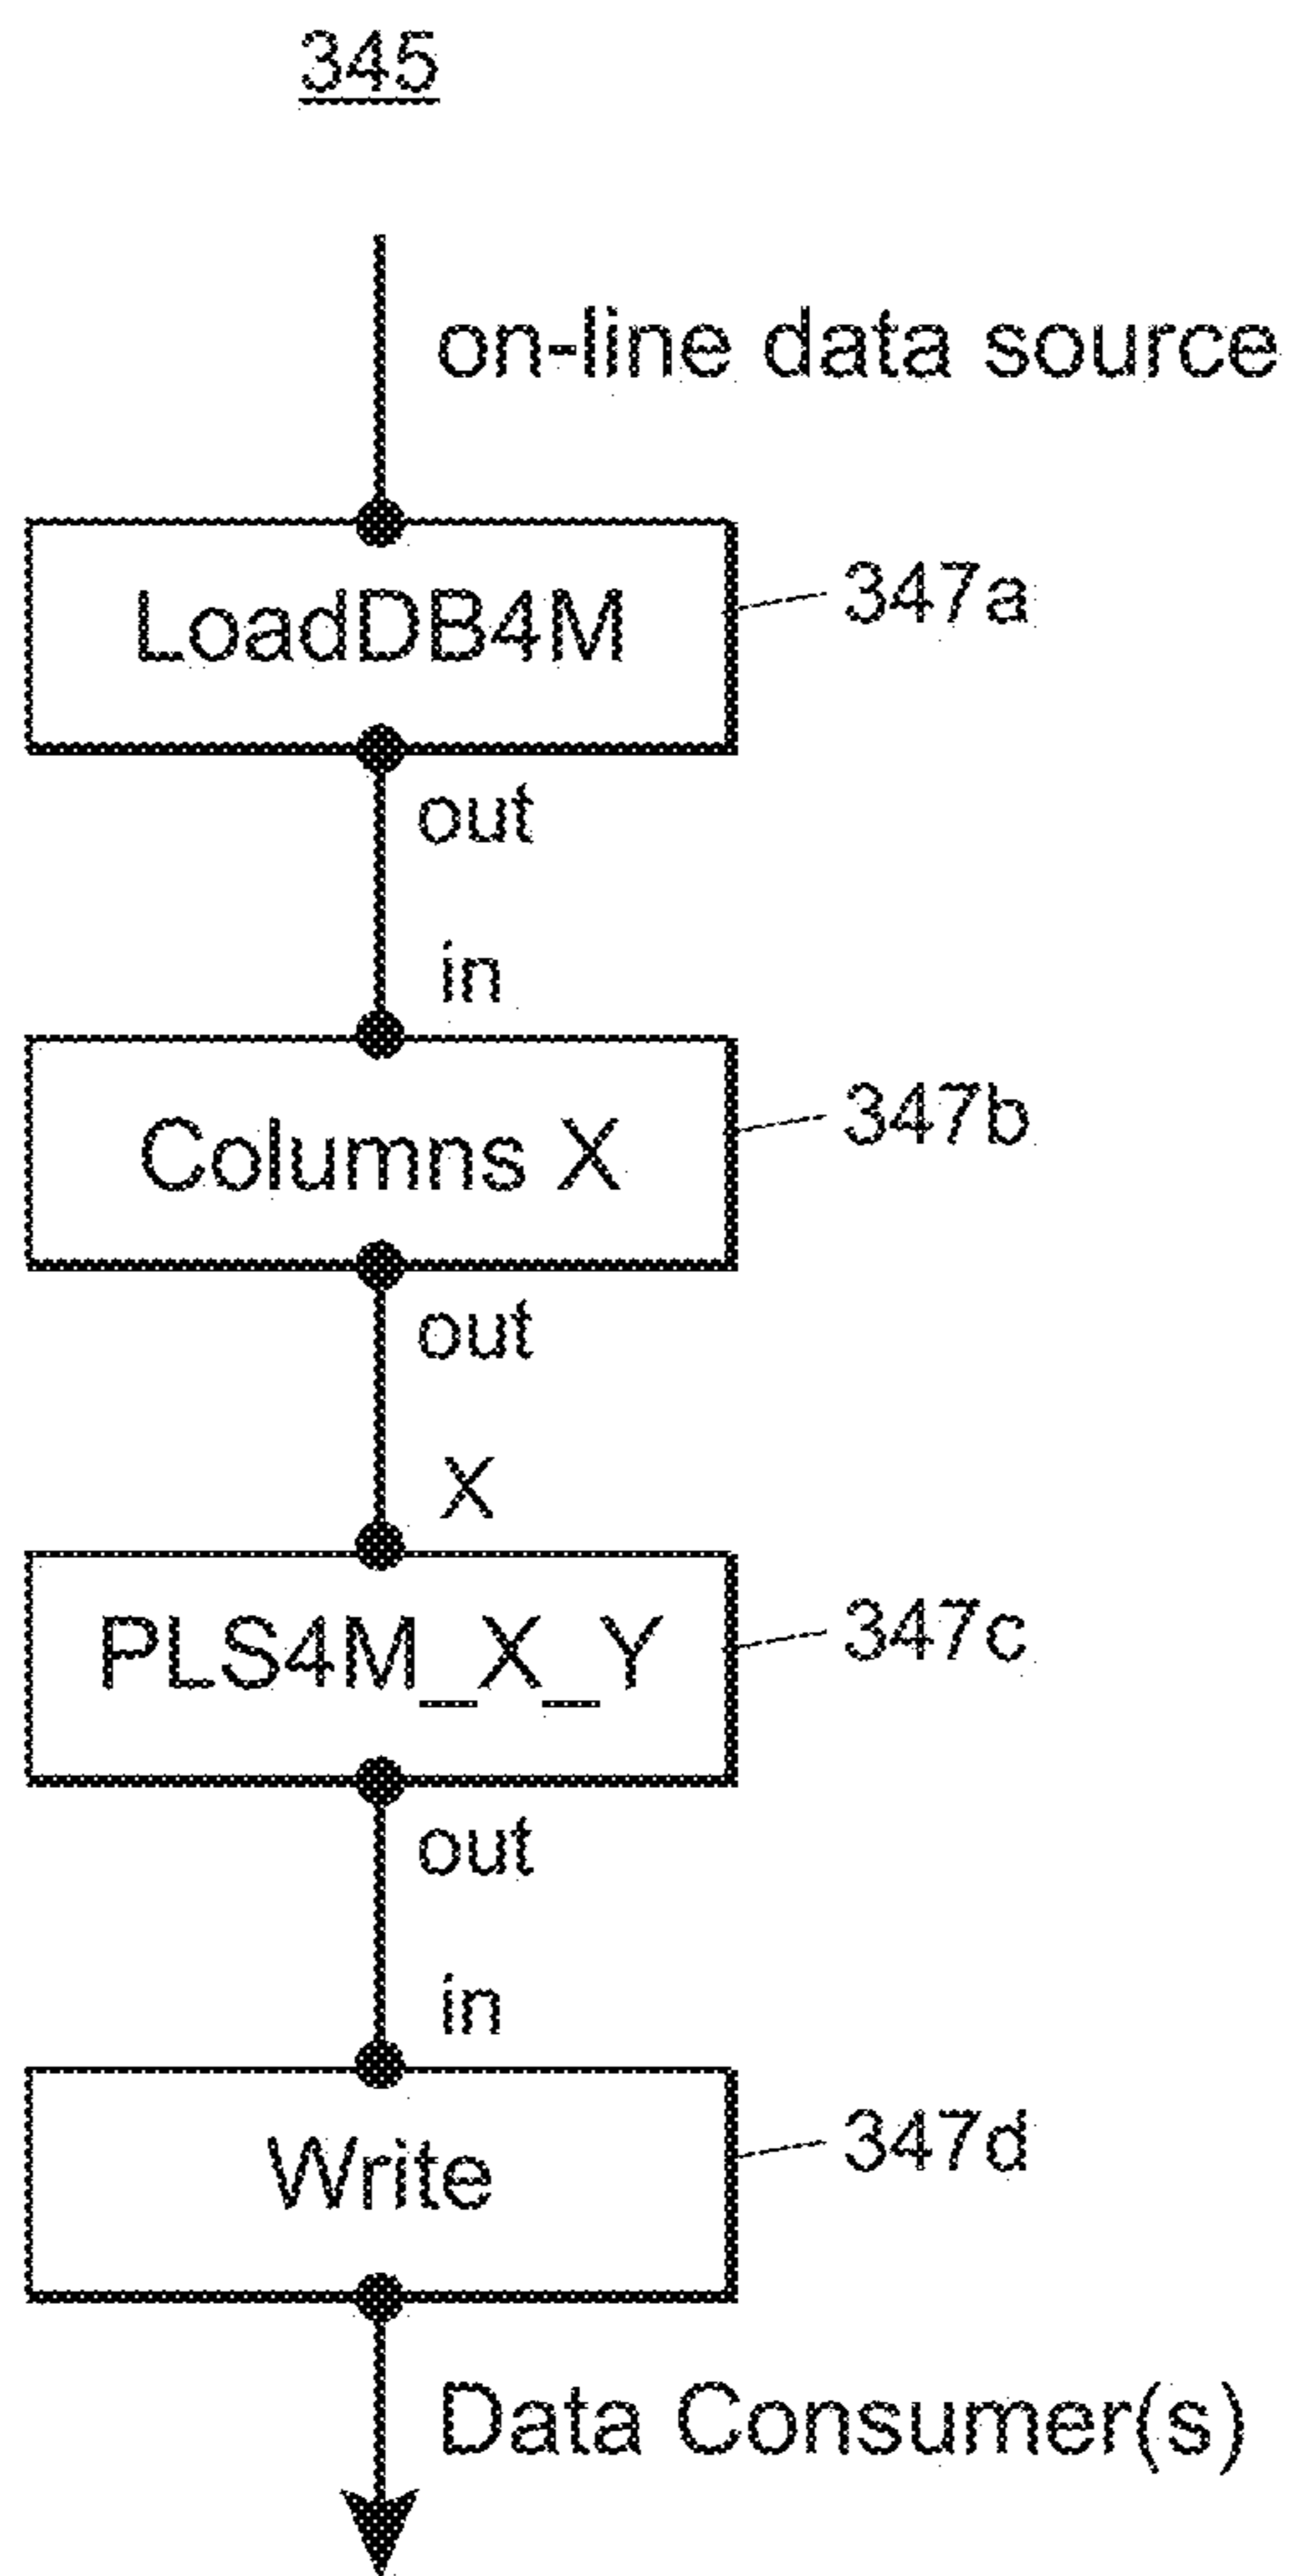 345
on-line data source
LoadDB4M
347a
out
in
Columns X
347b
out
X
PLS4M_X_Y
347c
out
in
Write
347d
Data Consumer(s)